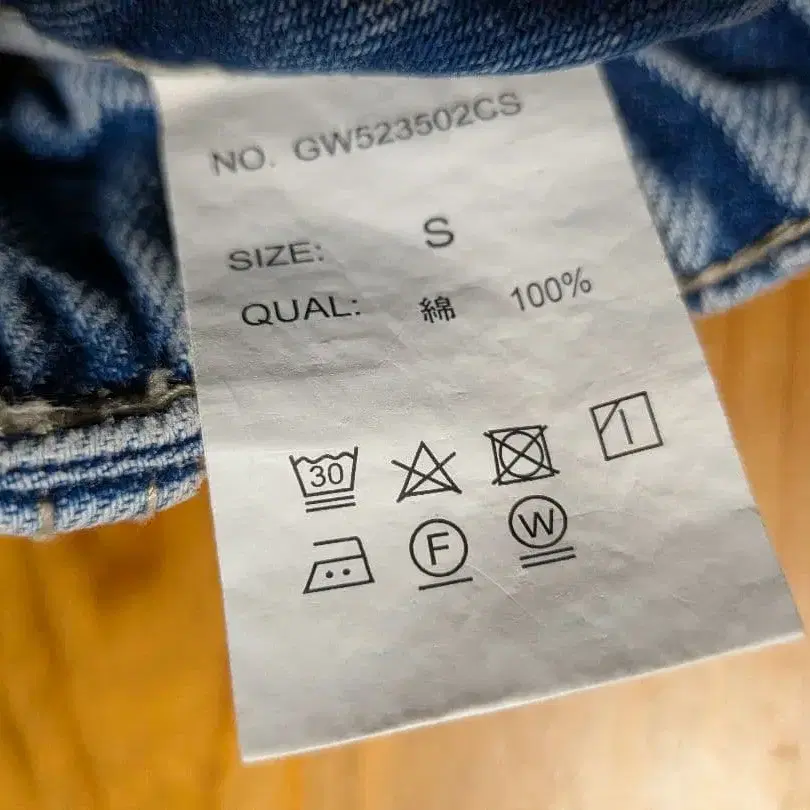 NO. GW523502CS
SIZE: S
QUAL: 綿 100%
30
F W